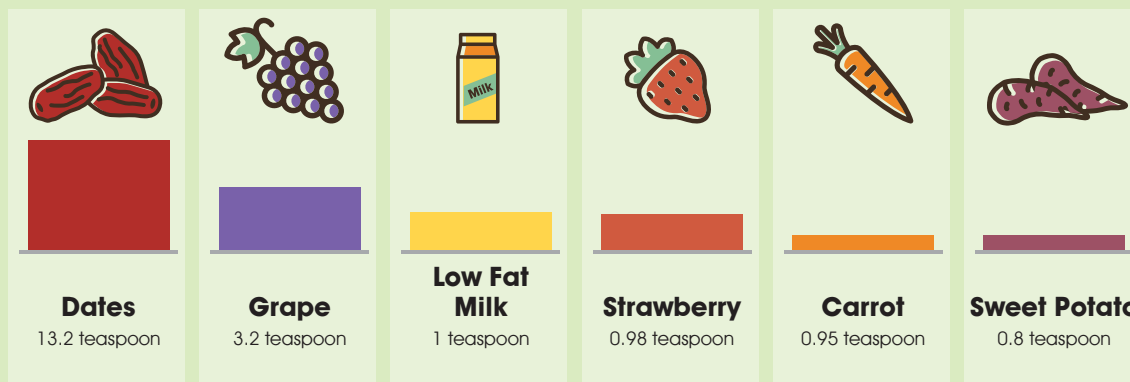 Milk
Dates
13.2 teaspoon
Grape
3.2 teaspoon
Low Fat
Milk
1 teaspoon
Strawberry
0.98 teaspoon
Carrot
0.95 teaspoon
Sweet Potato
0.8 teaspoon